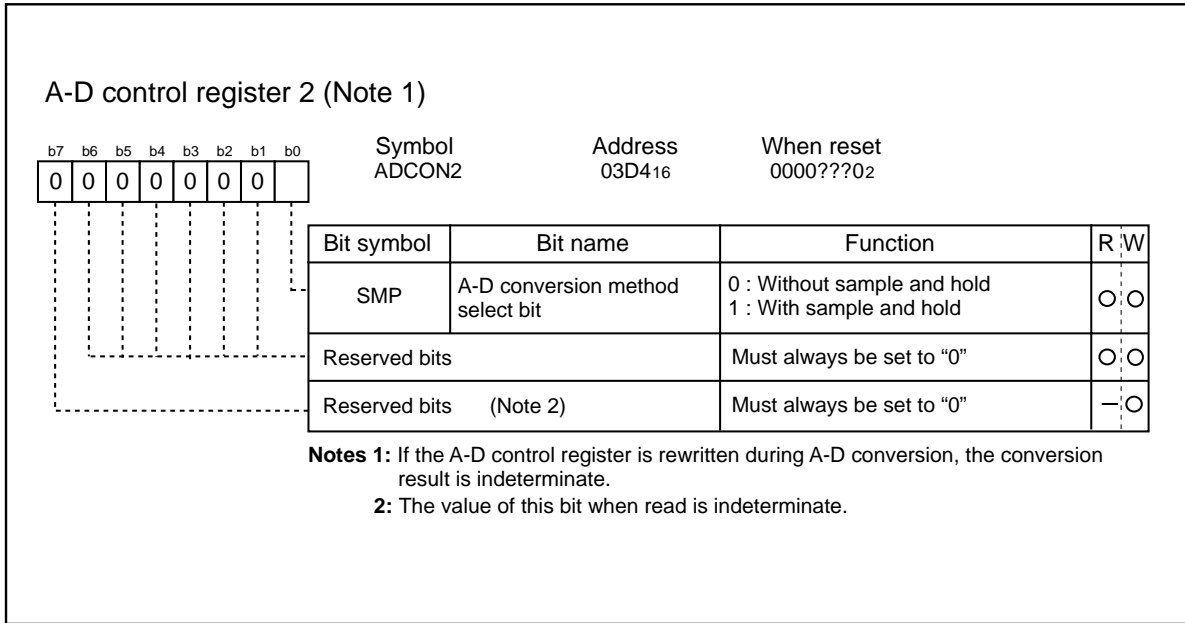 A-D control register 2 (Note 1)
b7 b6 b5 b4 b3 b2 b1 b0
0 0 0 0 0 0 0
Symbol Address When reset
ADCON2 03D416 0000???02
Bit symbol Bit name Function R W
SMP A-D conversion method select bit 0 : Without sample and hold
1 : With sample and hold
Reserved bits Must always be set to “0”
Reserved bits (Note 2) Must always be set to “0” –
Notes 1: If the A-D control register is rewritten during A-D conversion, the conversion
result is indeterminate.
2: The value of this bit when read is indeterminate.